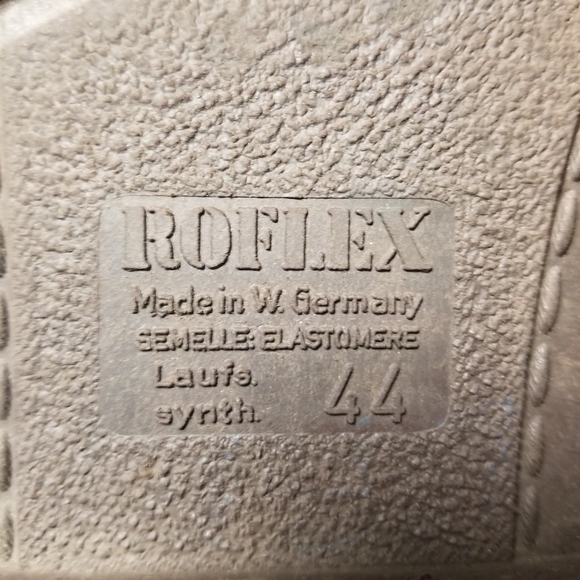 ROFLEX
Made in W. Germany
SEMELLE: ELASTOMERE
Laufs.
synth. 44